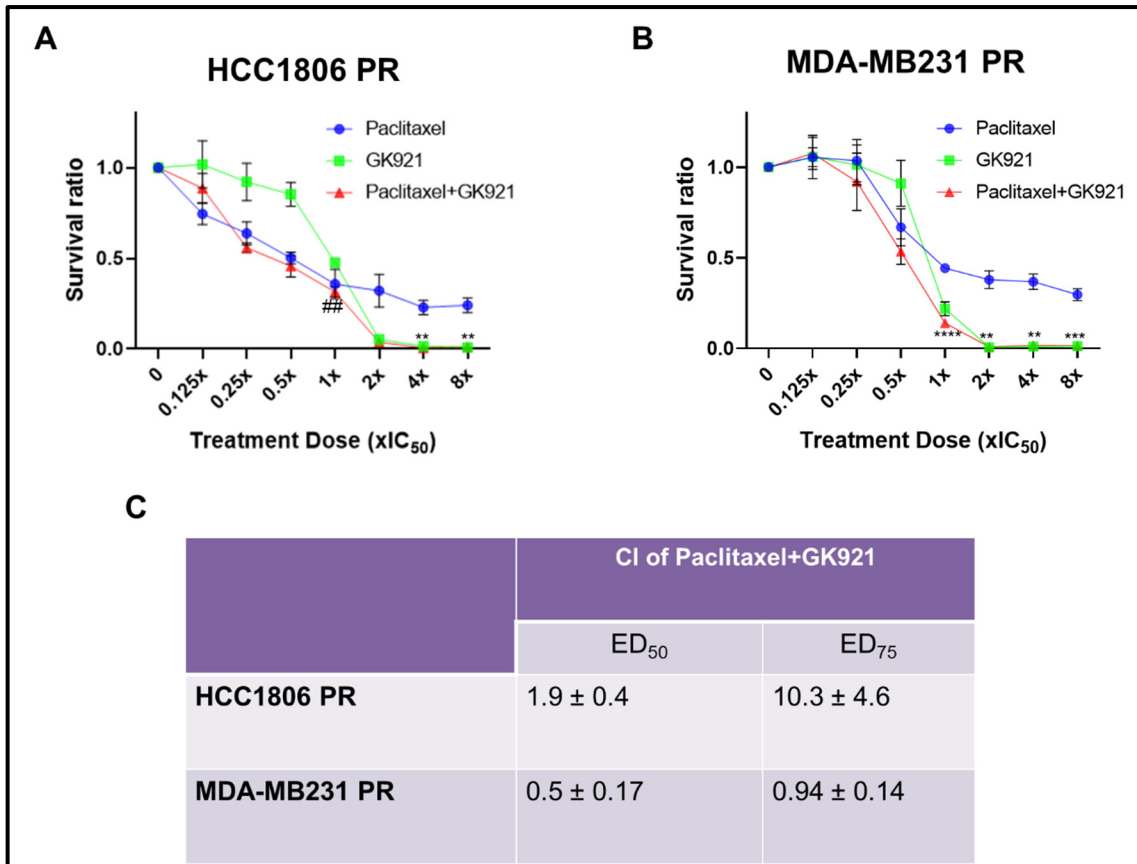 A
HCC1806 PR
Paclitaxel
GK921
Paclitaxel+GK921
Survival ratio
1.0
0.5
0.0
##
**
**
0
0.125x
0.25x
0.5x
1x
2x
4x
8x
Treatment Dose (xIC₅₀)
B
MDA-MB231 PR
Paclitaxel
GK921
Paclitaxel+GK921
Survival ratio
1.0
0.5
0.0
****
**
**
***
0
0.125x
0.25x
0.5x
1x
2x
4x
8x
Treatment Dose (xIC₅₀)
C
CI of Paclitaxel+GK921
ED₅₀ ED₇₅
HCC1806 PR 1.9 ± 0.4 10.3 ± 4.6
MDA-MB231 PR 0.5 ± 0.17 0.94 ± 0.14